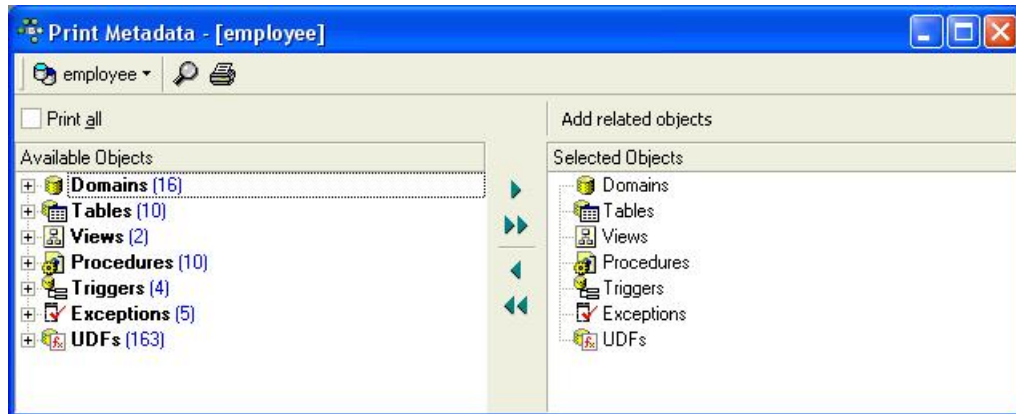 Print Metadata - [employee]
employee
Print all
Add related objects
Available Objects
Domains (16)
Tables (10)
Views (2)
Procedures (10)
Triggers (4)
Exceptions (5)
UDFs (163)
Selected Objects
Domains
Tables
Views
Procedures
Triggers
Exceptions
UDFs